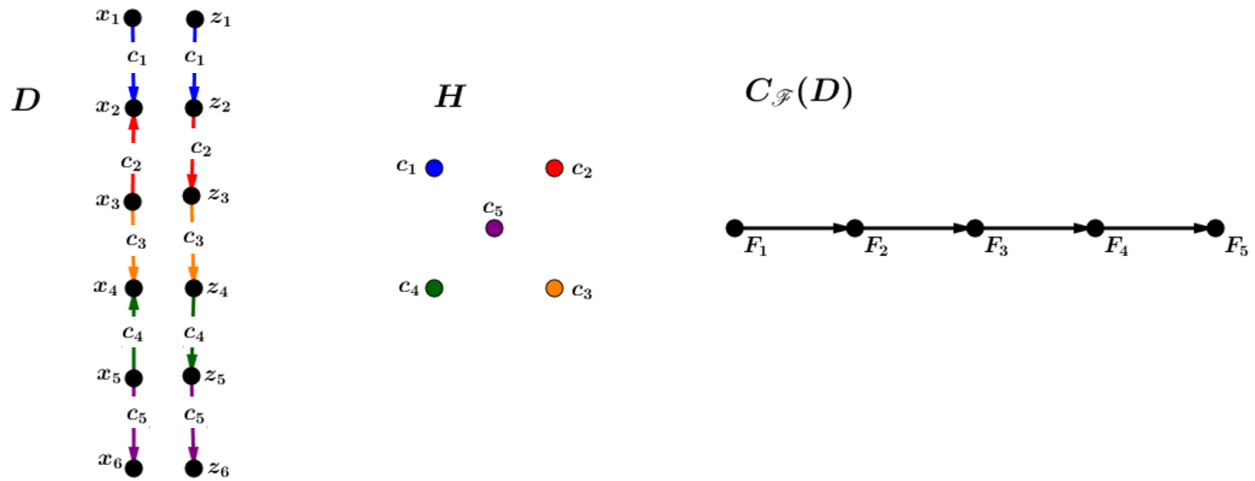 D
x₁
c₁
x₂
c₂
x₃
c₃
x₄
c₄
x₅
c₅
x₆
z₁
c₁
z₂
c₂
z₃
c₃
z₄
c₄
z₅
c₅
z₆
H
c₁
c₂
c₅
c₄
c₃
C_ℱ(D)
F₁
F₂
F₃
F₄
F₅